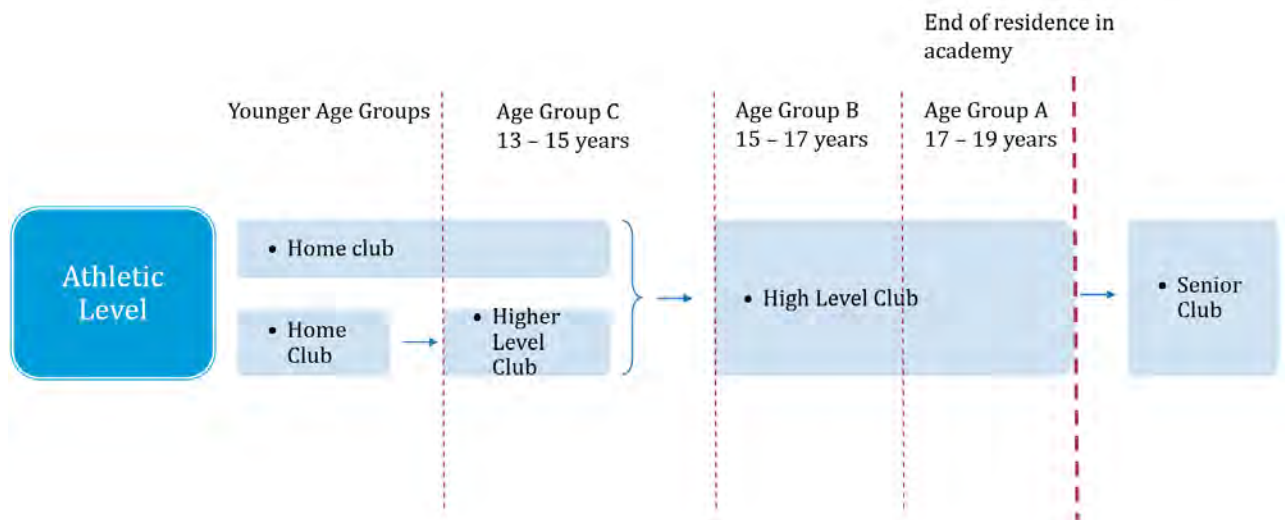 End of residence in
academy
Younger Age Groups
Age Group C
13 – 15 years
Age Group B
15 – 17 years
Age Group A
17 – 19 years
Athletic
Level
• Home club
• Home
Club
• Higher
Level
Club
• High Level Club
• Senior
Club